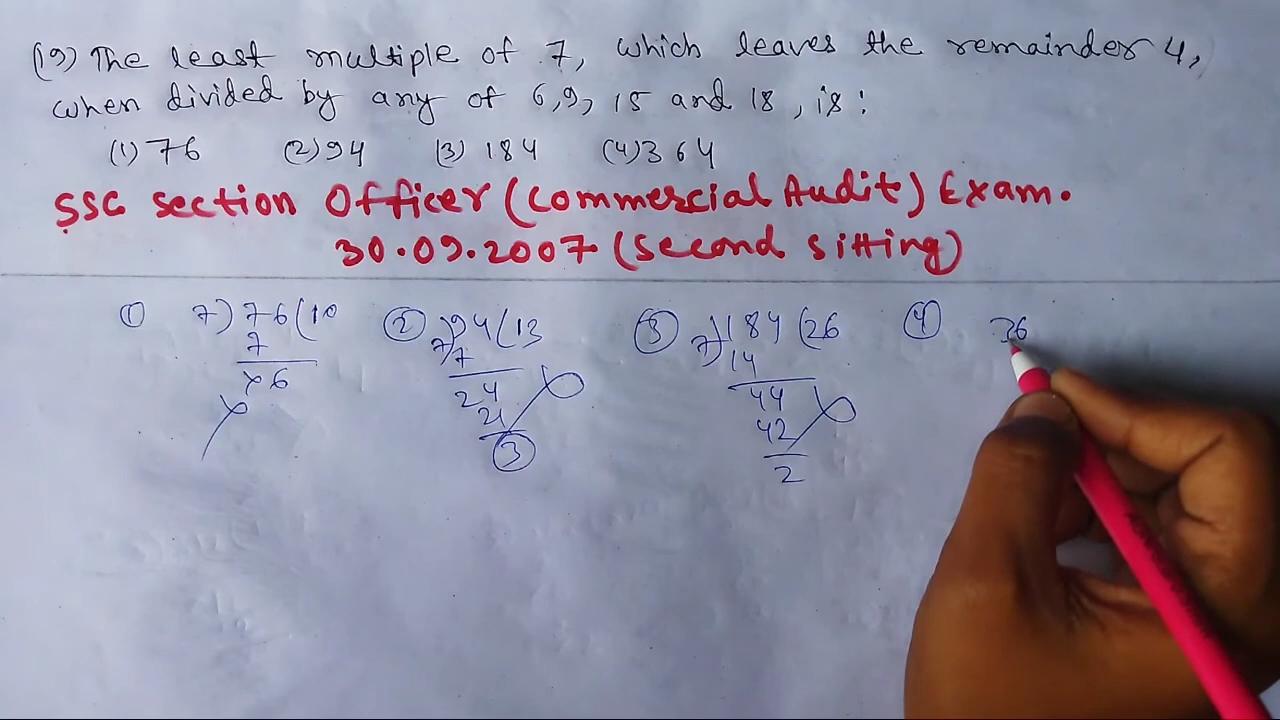 (19) The least multiple of 7, which leaves the remainder 4,
when divided by any of 6, 9, 15 and 18, is:
(1) 76 (2) 94 (3) 184 (4) 364
SSC Section Officer (Commercial Audit) Exam.
30.09.2007 (Second Sitting)
① 7)76(10
7
×6
② 7)94(13
7
24
21
③
③ 7)184(26
14
44
42
2
④ 36